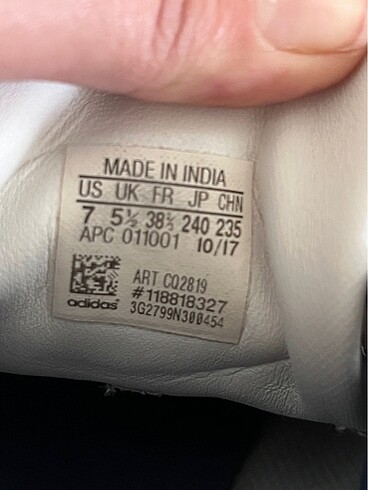 MADE IN INDIA
US UK FR JP CHN
7 5½ 38⅔ 240 235
APC 011001 10/17
ART CQ2819
#118818327
adidas 3G2799N300454